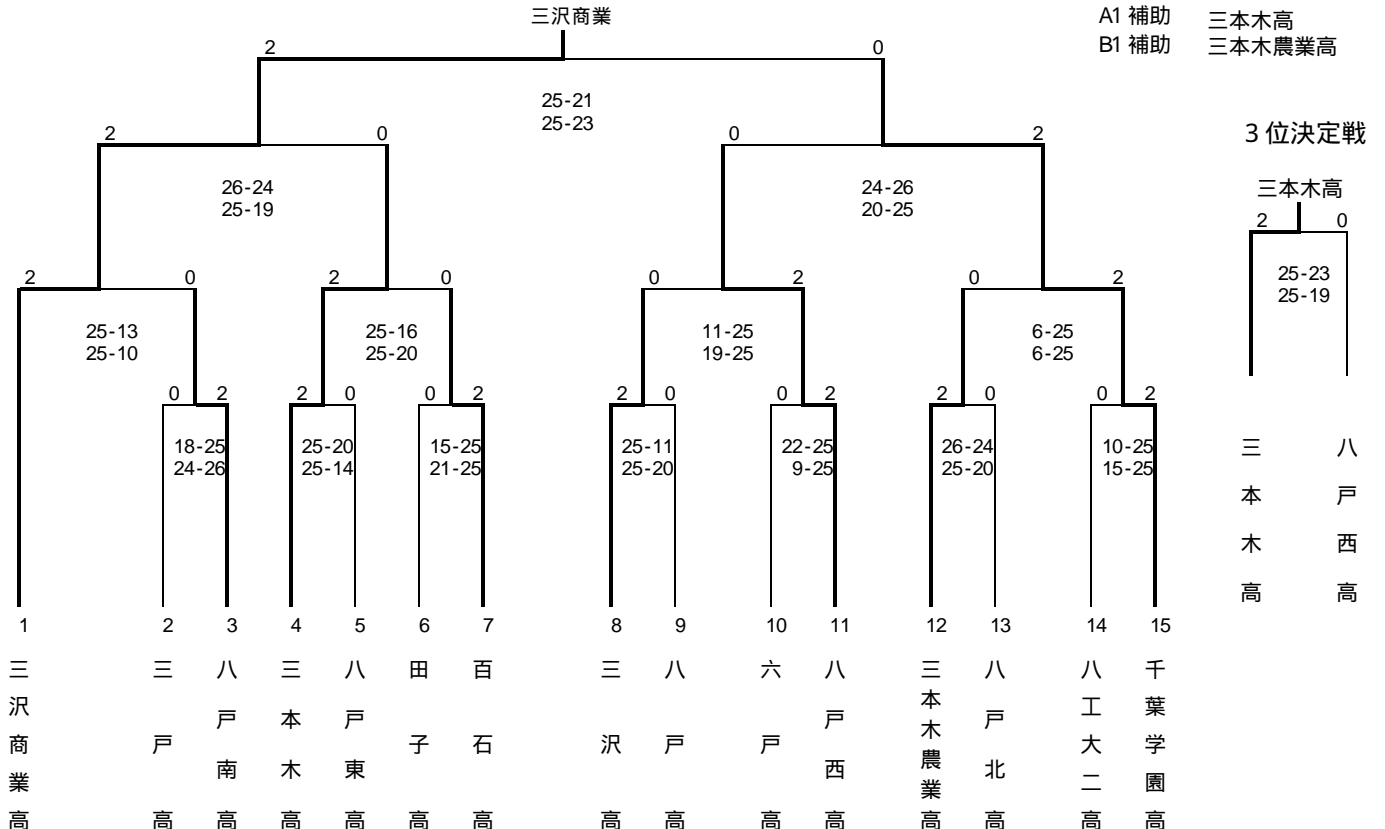 三沢商業
A1 補助 三本木高
B1 補助 三本木農業高
2 0
25-21
25-23
2 0 0 2
3 位決定戦
26-24 24-26
25-19 20-25
三本木高
2 0
25-23
25-19
2 0 2 0 0 2 0 2
25-13 25-16 11-25 6-25
25-10 25-20 19-25 6-25
0 2 2 0 0 2 2 0 0 2 2 0 0 2
18-25 25-20 15-25 25-11 22-25 26-24 10-25
24-26 25-14 21-25 25-20 9-25 25-20 15-25
三本木高
八戸西高
1 2 3 4 5 6 7 8 9 10 11 12 13 14 15
三沢商業高
三戸高
八戸南高
三本木高
八戸東高
田子高
百石高
三沢高
八戸高
六戸高
八戸西高
三本木農業高
八戸北高
八工大二高
千葉学園高